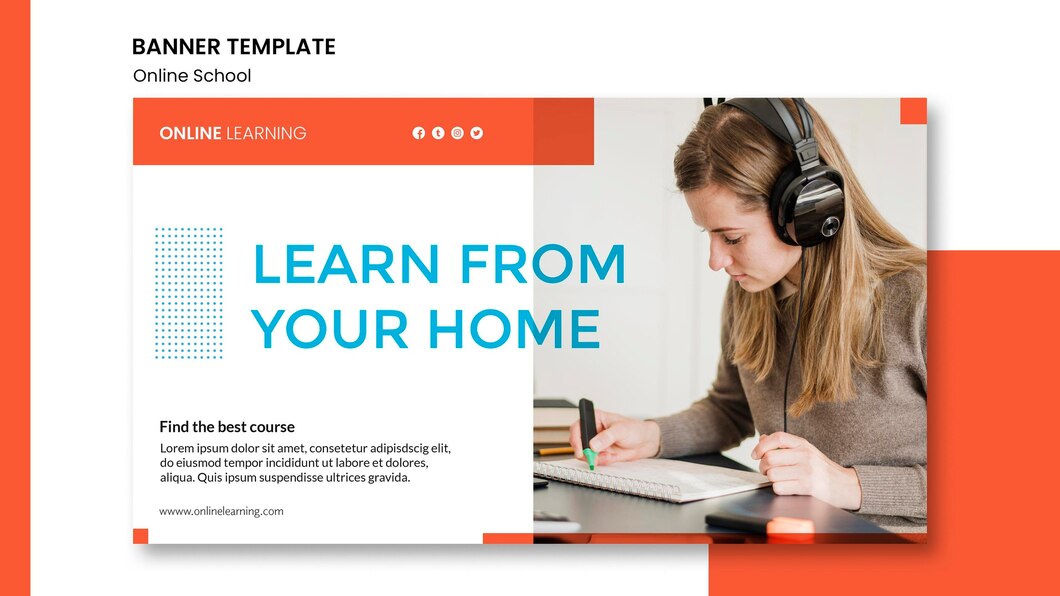 BANNER TEMPLATE
Online School
ONLINE LEARNING
LEARN FROM
YOUR HOME
Find the best course
Lorem ipsum dolor sit amet, consetetur adipisdscig elit,
do eiusmod tempor incididunt ut labore et dolores,
aliqua. Quis ipsum suspendisse ultrices gravida.
wwww.onlinelearning.com